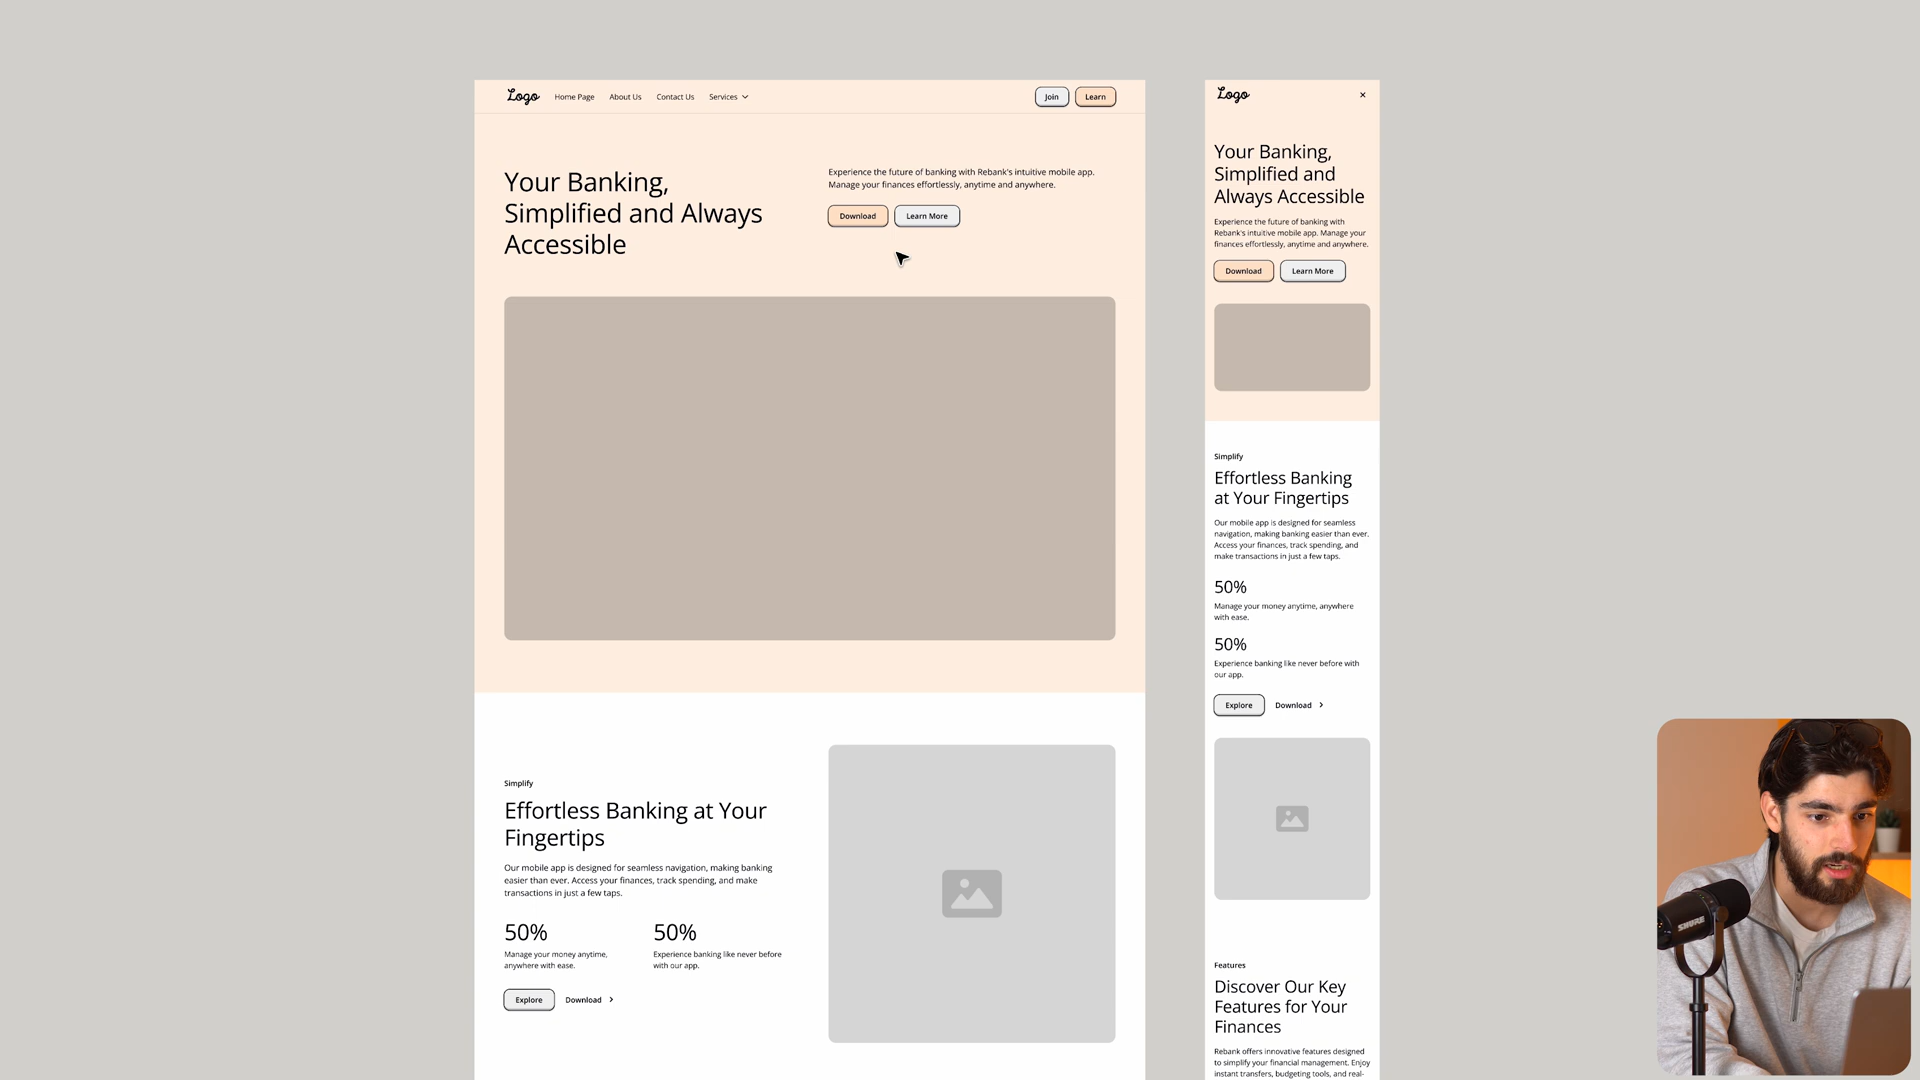 Logo
Home Page
About Us
Contact Us
Services
Join
Learn
Your Banking,
Simplified and Always
Accessible
Experience the future of banking with Rebank's intuitive mobile app.
Manage your finances effortlessly, anytime and anywhere.
Download
Learn More
Simplify
Effortless Banking at Your
Fingertips
Our mobile app is designed for seamless navigation, making banking
easier than ever. Access your finances, track spending, and make
transactions in just a few taps.
50%
Manage your money anytime,
anywhere with ease.
50%
Experience banking like never before
with our app.
Explore
Download
Logo
Your Banking,
Simplified and
Always Accessible
Experience the future of banking with
Rebank's intuitive mobile app. Manage your
finances effortlessly, anytime and anywhere.
Download
Learn More
Simplify
Effortless Banking
at Your Fingertips
Our mobile app is designed for seamless
navigation, making banking easier than ever.
Access your finances, track spending, and
make transactions in just a few taps.
50%
Manage your money anytime, anywhere
with ease.
50%
Experience banking like never before with
our app.
Explore
Download
Features
Discover Our Key
Features for Your
Finances
Rebank offers innovative features designed
to simplify your financial management. Enjoy
instant transfers, budgeting tools, and real-
SHURE